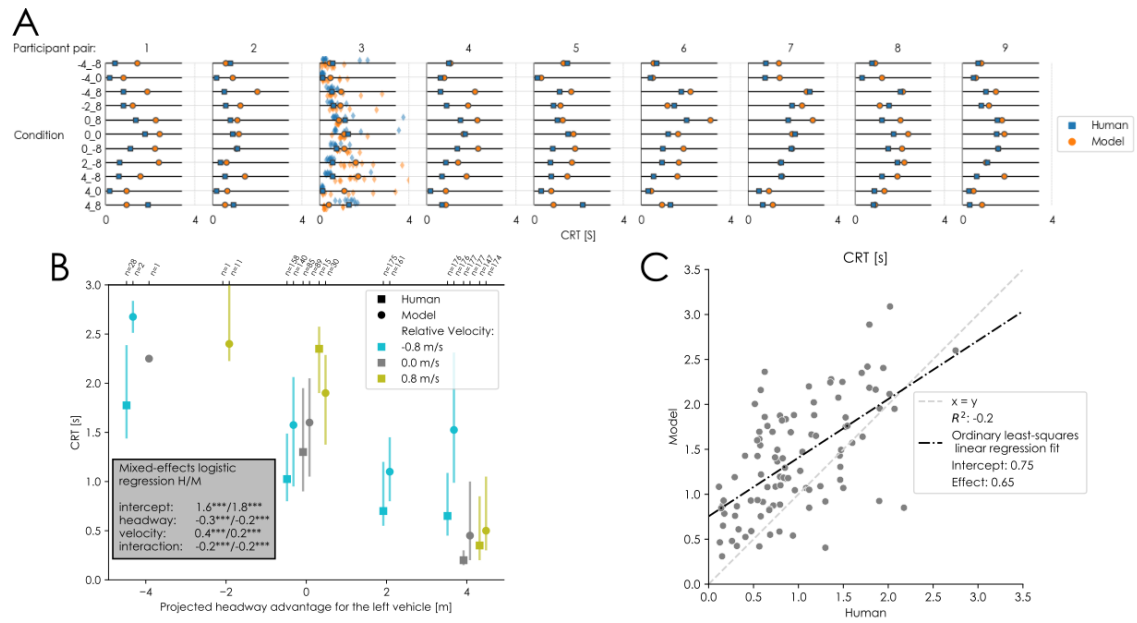 A
Participant pair: 1 2 3 4 5 6 7 8 9
-4_-8
-4_0
-4_8
-2_8
0_8
0_0
0_-8
2_-8
4_-8
4_0
4_8
Condition
Human
Model
0 4 0 4 0 4 0 4 0 4 0 4 0 4 0 4 0 4
CRT [S]
B
n=28
n=2
n=1
n=1
n=11
n=158
n=140
n=85
n=89
n=15
n=30
n=175
n=161
n=176
n=176
n=177
n=177
n=147
n=174
3.0
2.5
2.0
1.5
1.0
0.5
0.0
CRT [s]
Human
Model
Relative Velocity:
-0.8 m/s
0.0 m/s
0.8 m/s
Mixed-effects logistic
regression H/M
intercept: 1.6***/1.8***
headway: -0.3***/-0.2***
velocity: 0.4***/0.2***
interaction: -0.2***/-0.2***
−4 −2 0 2 4
Projected headway advantage for the left vehicle [m]
C
CRT [s]
3.5
3.0
2.5
2.0
1.5
1.0
0.5
0.0
Model
x = y
R²: -0.2
Ordinary least-squares
linear regression fit
Intercept: 0.75
Effect: 0.65
0.0 0.5 1.0 1.5 2.0 2.5 3.0 3.5
Human